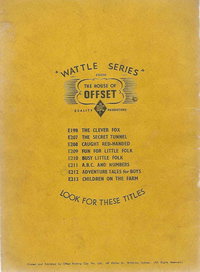 "WATTLE SERIES"
FROM
THE HOUSE OF
OFFSET
QUALITY PRODUCTIONS
E198 THE CLEVER FOX
E207 THE SECRET TUNNEL
E208 CAUGHT RED-HANDED
E209 FUN FOR LITTLE FOLK
E210 BUSY LITTLE FOLK
E211 A.B.C. AND NUMBERS
E212 ADVENTURE TALES for BOYS
E213 CHILDREN ON THE FARM
LOOK FOR THESE TITLES